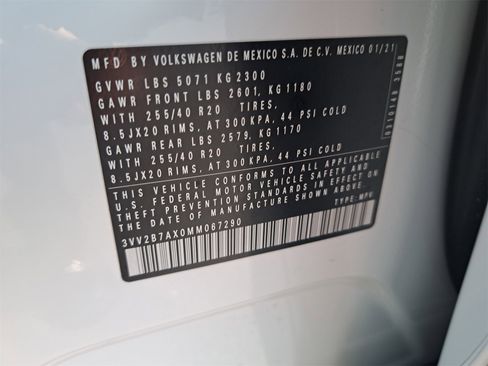 MFD BY VOLKSWAGEN DE MEXICO S.A. DE C.V. MEXICO 01/21
GVWR LBS 5071 KG 2300
GAWR FRONT LBS 2601, KG 1180
WITH 255/40 R20 TIRES,
8.5JX20 RIMS, AT 300 KPA, 44 PSI COLD
GAWR REAR LBS 2579, KG 1170
WITH 255/40 R20 TIRES,
8.5JX20 RIMS, AT 300 KPA, 44 PSI COLD
THIS VEHICLE CONFORMS TO ALL APPLICABLE
U.S. FEDERAL MOTOR VEHICLE SAFETY AND
THEFT PREVENTION STANDARDS IN EFFECT ON
THE DATE OF MANUFACTURE SHOWN ABOVE.
3VV2B7AX0MM067290 TYPE: MPV